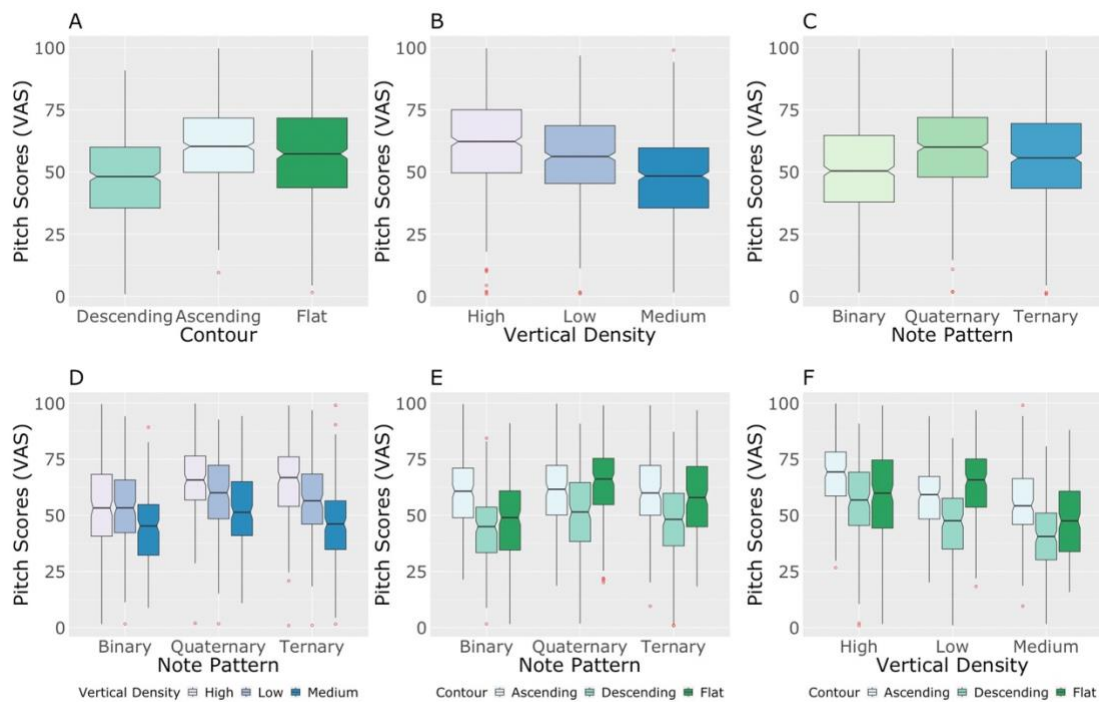 A
B
C
100
75
50
25
0
Pitch Scores (VAS)
Descending Ascending Flat
Contour
100
75
50
25
0
Pitch Scores (VAS)
High Low Medium
Vertical Density
100
75
50
25
0
Pitch Scores (VAS)
Binary Quaternary Ternary
Note Pattern
D
E
F
100
75
50
25
0
Pitch Scores (VAS)
Binary Quaternary Ternary
Note Pattern
Vertical Density High Low Medium
100
75
50
25
0
Pitch Scores (VAS)
Binary Quaternary Ternary
Note Pattern
Contour Ascending Descending Flat
100
75
50
25
0
Pitch Scores (VAS)
High Low Medium
Vertical Density
Contour Ascending Descending Flat